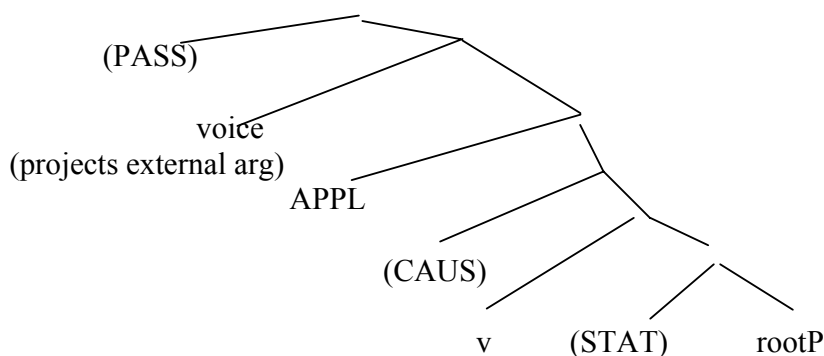 (PASS)
voice
(projects external arg)
APPL
(CAUS)
v (STAT) rootP